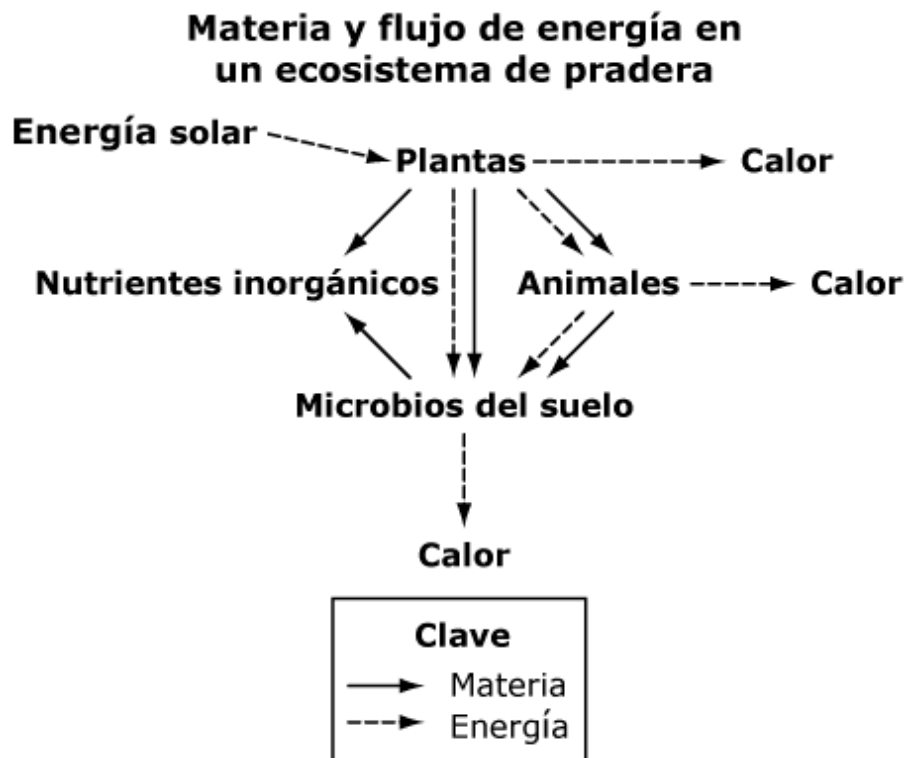 Materia y flujo de energía en
un ecosistema de pradera
Energía solar
Plantas
Calor
Nutrientes inorgánicos
Animales
Calor
Microbios del suelo
Calor
Clave
Materia
Energía